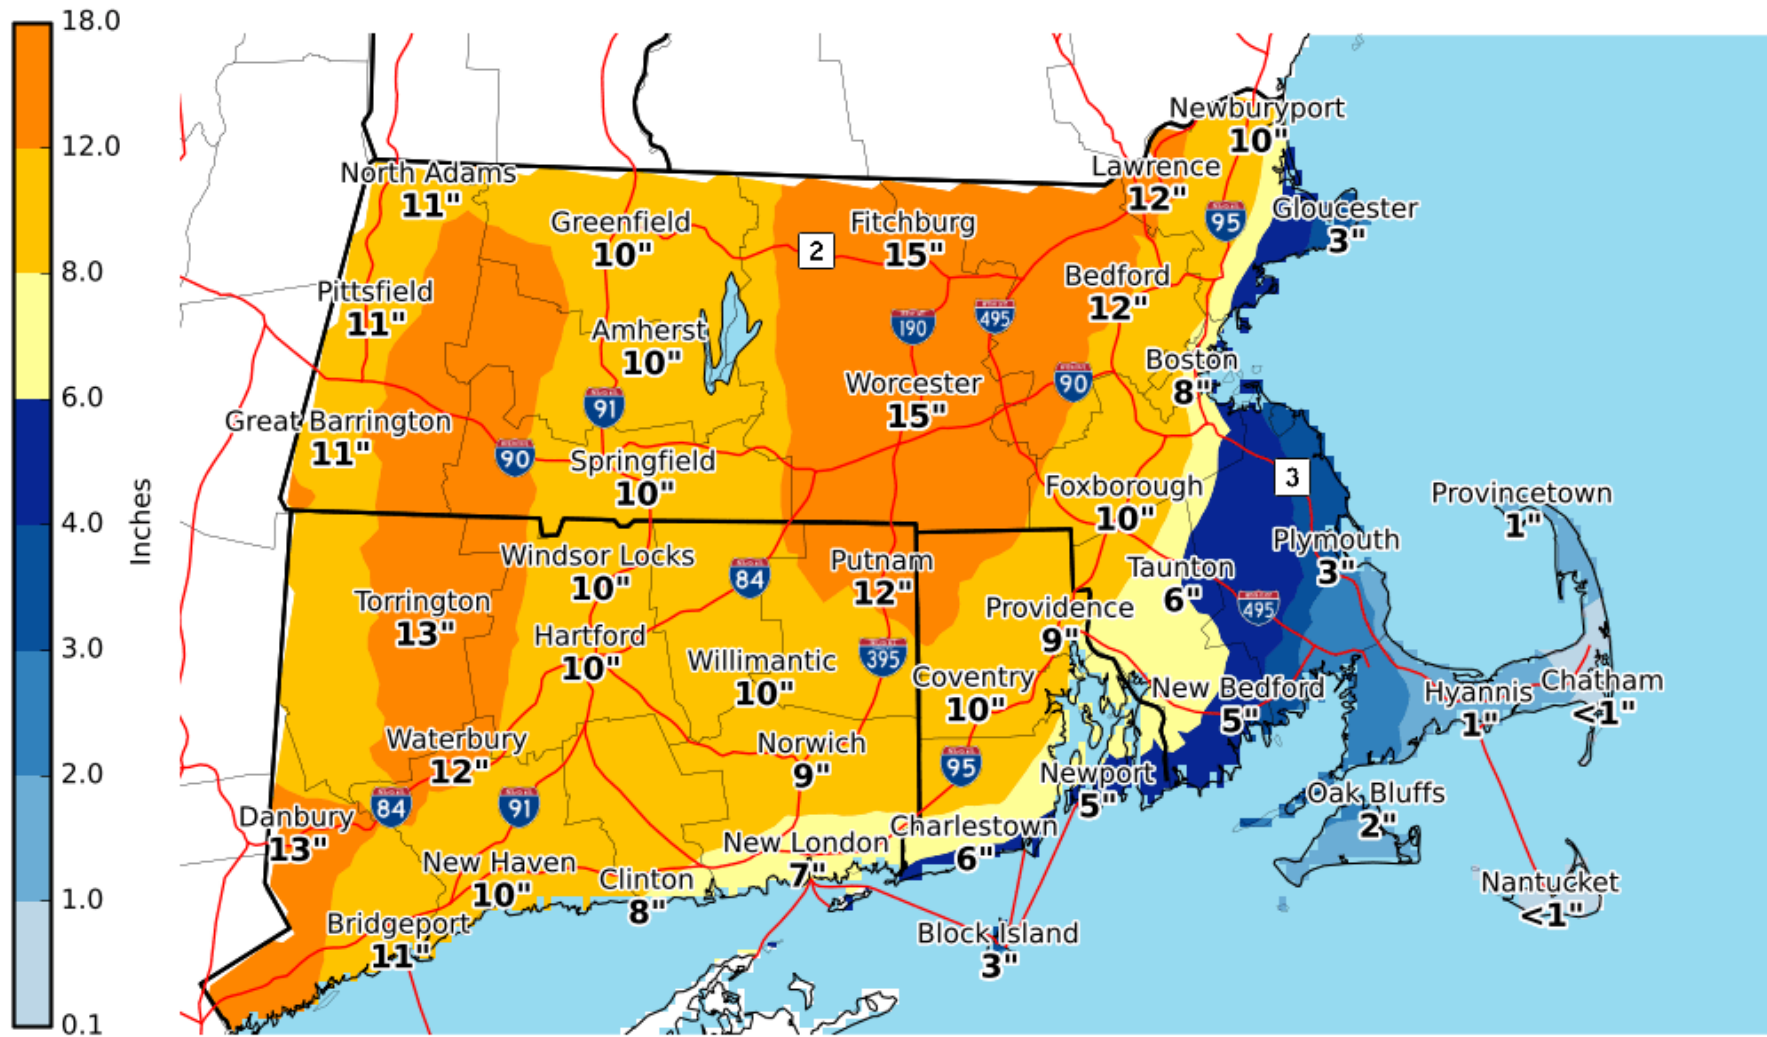 18.0
12.0
8.0
6.0
4.0
3.0
2.0
1.0
0.1
Inches
Newburyport
10"
Lawrence
12"
North Adams
11"
Greenfield
10"
2
Fitchburg
15"
95
Gloucester
3"
Pittsfield
11"
Amherst
10"
190
495
Bedford
12"
Boston
8"
91
Worcester
15"
90
Great Barrington
11"
90
Springfield
10"
Foxborough
10"
3
Provincetown
1"
Windsor Locks
10"
84
Putnam
12"
Taunton
6"
Plymouth
3"
495
Torrington
13"
Hartford
10"
Willimantic
10"
395
Providence
9"
Coventry
10"
New Bedford
5"
Hyannis
1"
Chatham
<1"
Waterbury
12"
Norwich
9"
95
Newport
5"
Oak Bluffs
2"
84
91
Danbury
13"
New Haven
10"
Clinton
8"
New London
7"
Charlestown
6"
Nantucket
<1"
Bridgeport
11"
Block Island
3"